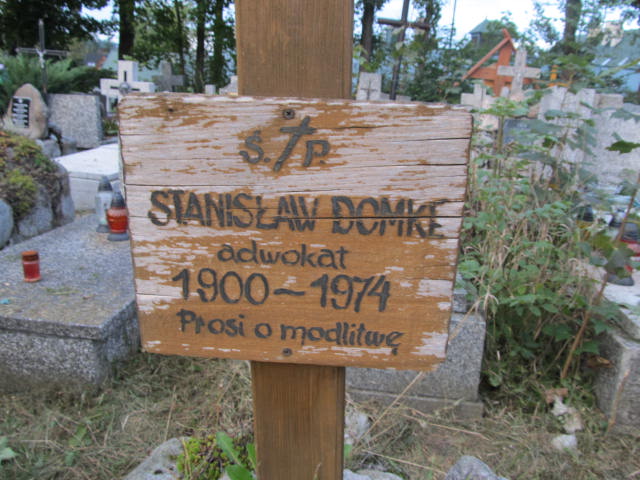 Ś. † P.
STANISŁAW DOMKE
adwokat
1900 ~ 1974
Prosi o modlitwę